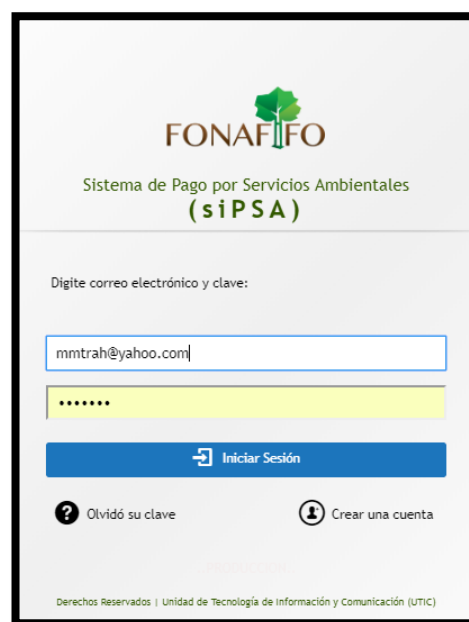 FONAFIFO
Sistema de Pago por Servicios Ambientales
(siPSA)
Digite correo electrónico y clave:
mmtrah@yahoo.com
•••••••
Iniciar Sesión
? Olvidó su clave
Crear una cuenta
Derechos Reservados | Unidad de Tecnología de Información y Comunicación (UTIC)